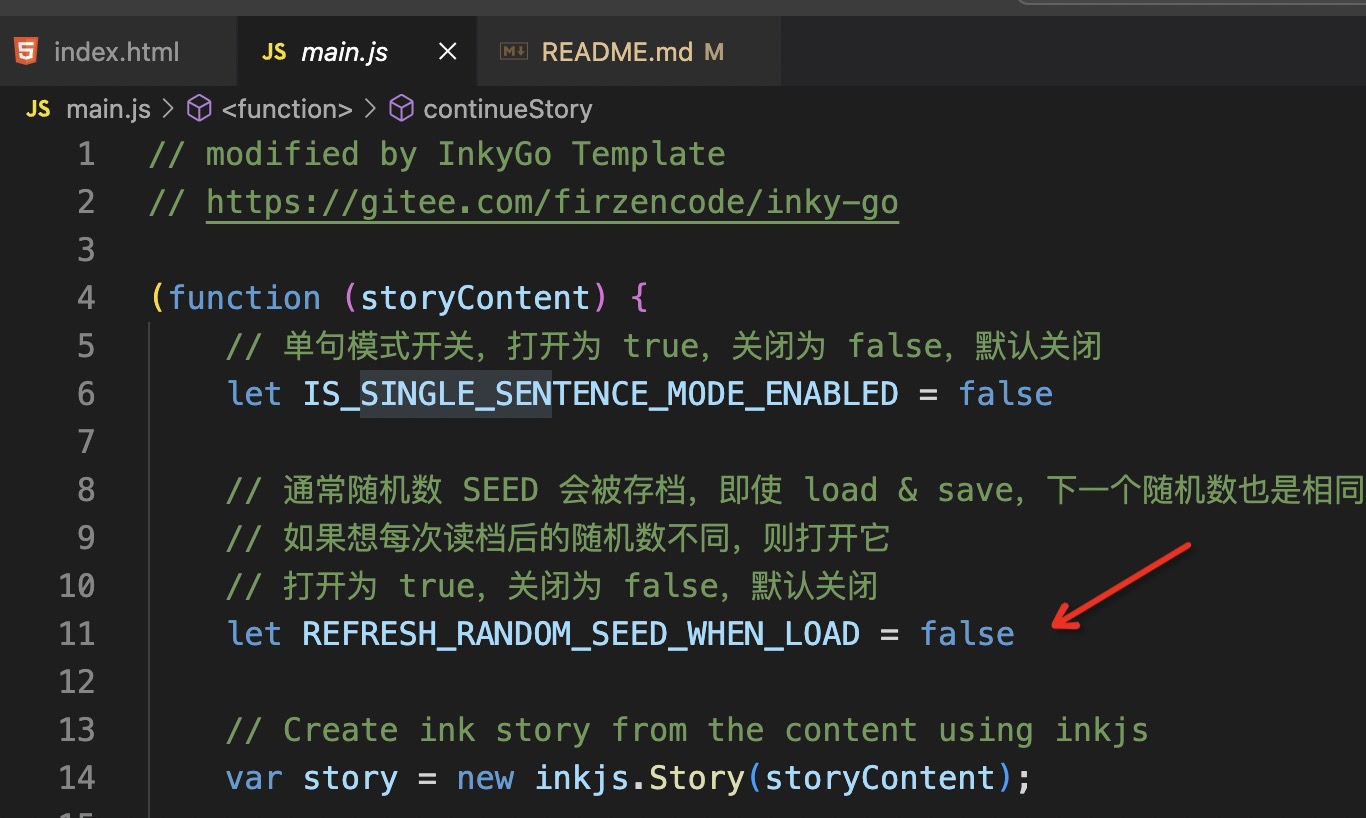 index.html
JS main.js
README.md M
JS main.js > <function> > continueStory
1 // modified by InkyGo Template
2 // https://gitee.com/firzencode/inky-go
3
4 (function (storyContent) {
5 // 单句模式开关，打开为 true，关闭为 false，默认关闭
6 let IS_SINGLE_SENTENCE_MODE_ENABLED = false
7
8 // 通常随机数 SEED 会被存档，即使 load & save，下一个随机数也是相同
9 // 如果想每次读档后的随机数不同，则打开它
10 // 打开为 true，关闭为 false，默认关闭
11 let REFRESH_RANDOM_SEED_WHEN_LOAD = false
12
13 // Create ink story from the content using inkjs
14 var story = new inkjs.Story(storyContent);